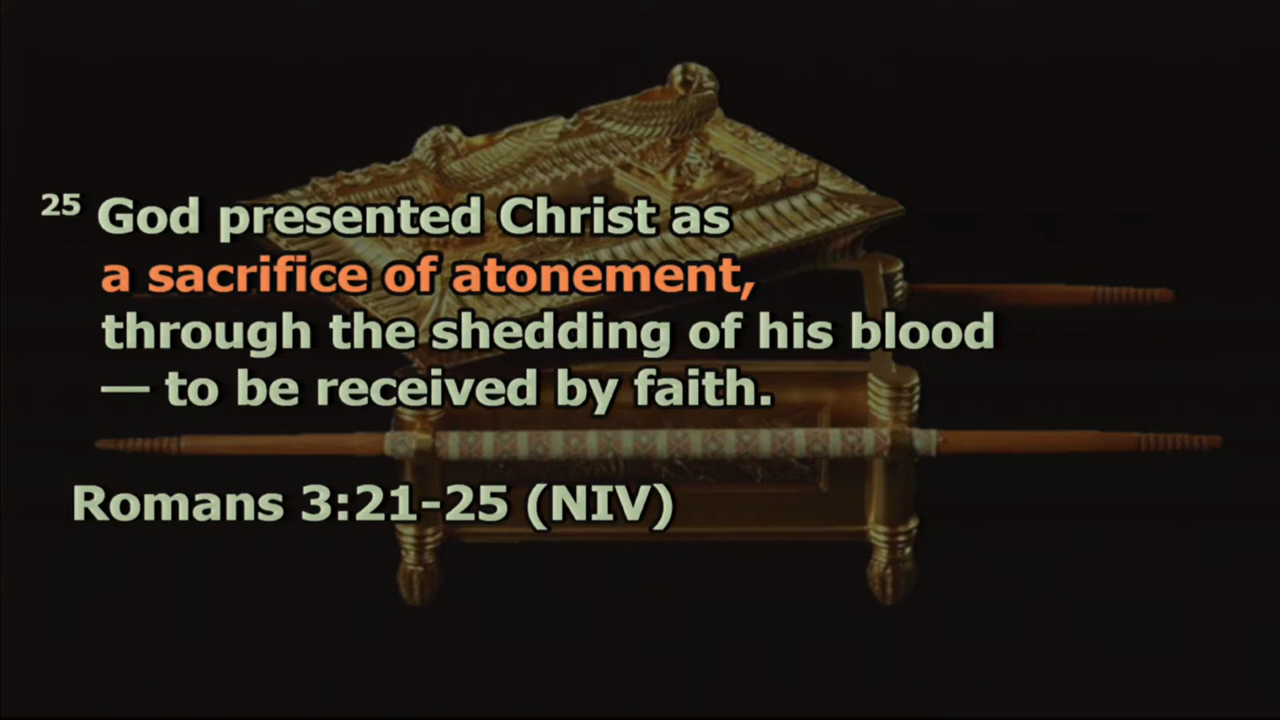 25 God presented Christ as
a sacrifice of atonement,
through the shedding of his blood
— to be received by faith.
Romans 3:21-25 (NIV)